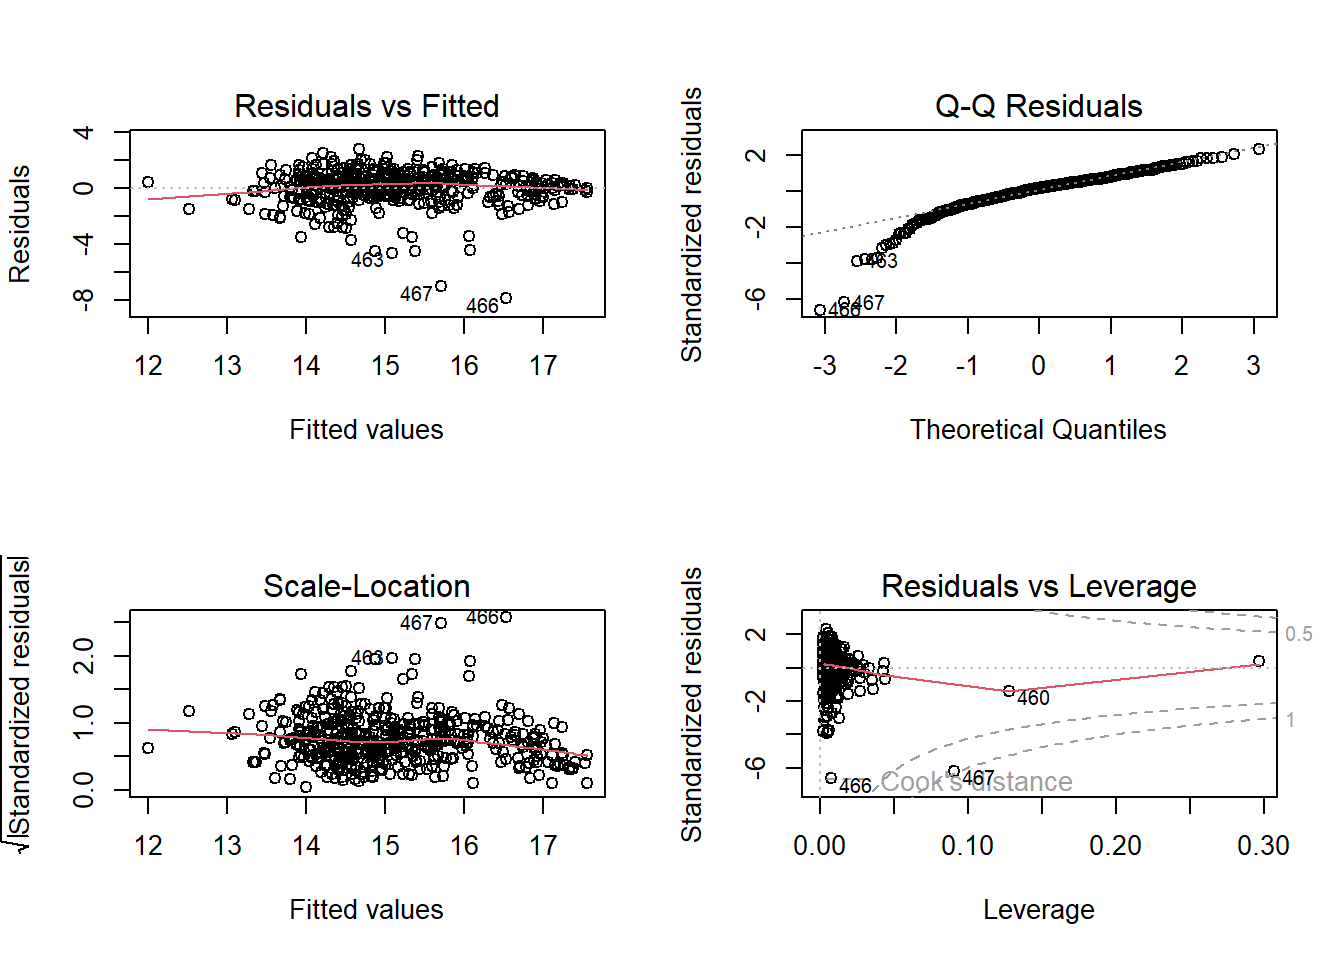 Residuals vs Fitted
Residuals
4
0
-4
-8
463
467
466
12 13 14 15 16 17
Fitted values
Q-Q Residuals
Standardized residuals
2
-2
-6
463
467
466
-3 -2 -1 0 1 2 3
Theoretical Quantiles
Scale-Location
√|Standardized residuals|
2.0
1.0
0.0
467
466
463
12 13 14 15 16 17
Fitted values
Residuals vs Leverage
Standardized residuals
2
-2
-6
0.5
1
460
467
466
Cook's distance
0.00 0.10 0.20 0.30
Leverage